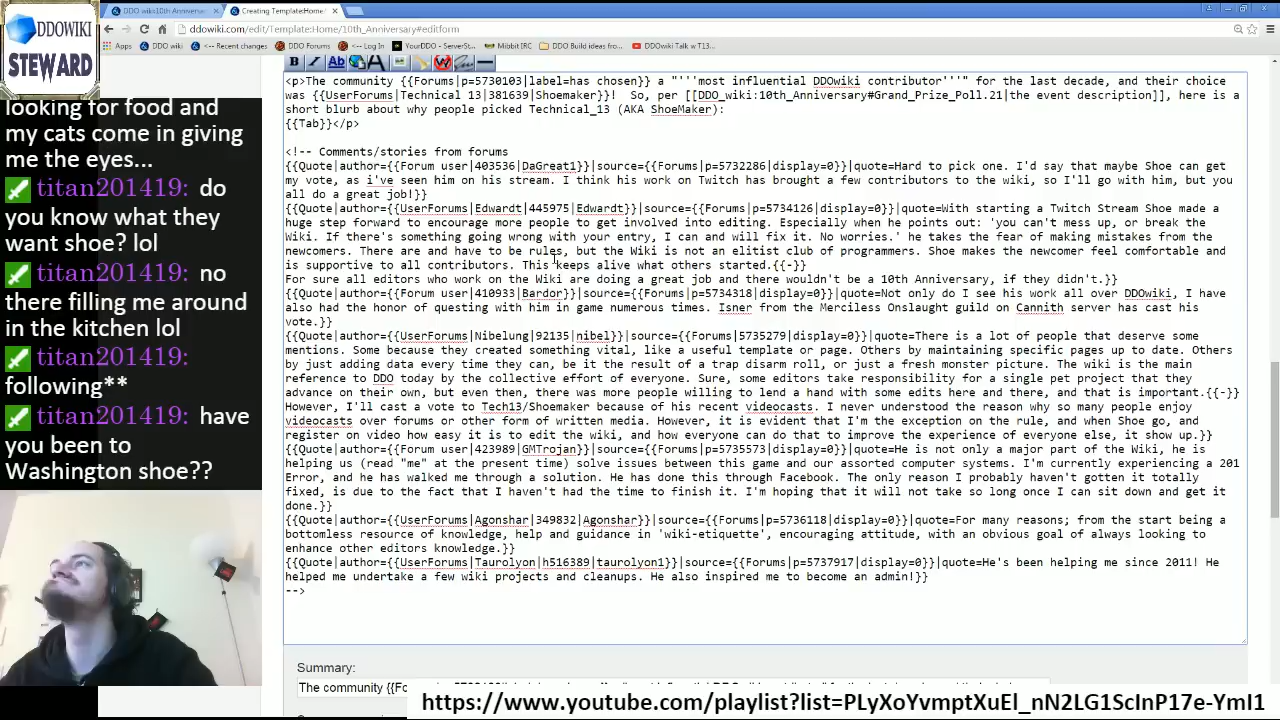 DDO wiki:10th Anniversary
Creating Template:Home/
ddowiki.com/edit/Template:Home/10th_Anniversary#editform
Apps
DDO wiki
<-- Recent changes
DDO Forums
<-- Log In
YourDDO -- ServerSt...
Mibbit IRC
DDO Build ideas fro...
DDOwiki Talk w T13...
DDOWIKI
STEWARD
looking for food and
my cats come in giving
me the eyes...
titan201419: do
you know what they
want shoe? lol
titan201419: no
there filling me around
in the kitchen lol
titan201419:
following**
titan201419: have
you been to
Washington shoe??
<p>The community {{Forums|p=5730103|label=has chosen}} a "'''most influential DDOwiki contributor'''" for the last decade, and their choice
was {{UserForums|Technical 13|381639|Shoemaker}}!  So, per [[DDO_wiki:10th_Anniversary#Grand_Prize_Poll.21|the event description]], here is a
short blurb about why people picked Technical_13 (AKA ShoeMaker):
{{Tab}}</p>
<!-- Comments/stories from forums
{{Quote|author={{Forum user|403536|DaGreat1}}|source={{Forums|p=5732286|display=0}}|quote=Hard to pick one. I'd say that maybe Shoe can get
my vote, as i've seen him on his stream. I think his work on Twitch has brought a few contributors to the wiki, so I'll go with him, but you
all do a great job!}}
{{Quote|author={{UserForums|Edwardt|445975|Edwardt}}|source={{Forums|p=5734126|display=0}}|quote=With starting a Twitch Stream Shoe made a
huge step forward to encourage more people to get involved into editing. Especially when he points out: 'you can't mess up, or break the
Wiki. If there's something going wrong with your entry, I can and will fix it. No worries.' he takes the fear of making mistakes from the
newcomers. There are and have to be rules, but the Wiki is not an elitist club of programmers. Shoe makes the newcomer feel comfortable and
is supportive to all contributors. This keeps alive what others started.{{-}}
For sure all editors who work on the Wiki are doing a great job and there wouldn't be a 10th Anniversary, if they didn't.}}
{{Quote|author={{Forum user|410933|Bardor}}|source={{Forums|p=5734318|display=0}}|quote=Not only do I see his work all over DDOwiki, I have
also had the honor of questing with him in game numerous times. Isner from the Merciless Onslaught guild on Cannith server has cast his
vote.}}
{{Quote|author={{UserForums|Nibelung|92135|nibel}}|source={{Forums|p=5735279|display=0}}|quote=There is a lot of people that deserve some
mentions. Some because they created something vital, like a useful template or page. Others by maintaining specific pages up to date. Others
by just adding data every time they can, be it the result of a trap disarm roll, or just a fresh monster picture. The wiki is the main
reference to DDO today by the collective effort of everyone. Sure, some editors take responsibility for a single pet project that they
advance on their own, but even then, there was more people willing to lend a hand with some edits here and there, and that is important.{{-}}
However, I'll cast a vote to Tech13/Shoemaker because of his recent videocasts. I never understood the reason why so many people enjoy
videocasts over forums or other form of written media. However, it is evident that I'm the exception on the rule, and when Shoe go, and
register on video how easy it is to edit the wiki, and how everyone can do that to improve the experience of everyone else, it show up.}}
{{Quote|author={{Forum user|423989|GMTrojan}}|source={{Forums|p=5735573|display=0}}|quote=He is not only a major part of the Wiki, he is
helping us (read "me" at the present time) solve issues between this game and our assorted computer systems. I'm currently experiencing a 201
Error, and he has walked me through a solution. He has done this through Facebook. The only reason I probably haven't gotten it totally
fixed, is due to the fact that I haven't had the time to finish it. I'm hoping that it will not take so long once I can sit down and get it
done.}}
{{Quote|author={{UserForums|Agonshar|349832|Agonshar}}|source={{Forums|p=5736118|display=0}}|quote=For many reasons; from the start being a
bottomless resource of knowledge, help and guidance in 'wiki-etiquette', encouraging attitude, with an obvious goal of always looking to
enhance other editors knowledge.}}
{{Quote|author={{UserForums|Taurolyon|h516389|taurolyon1}}|source={{Forums|p=5737917|display=0}}|quote=He's been helping me since 2011! He
helped me undertake a few wiki projects and cleanups. He also inspired me to become an admin!}}
-->
Summary:
The community {{Fo
https://www.youtube.com/playlist?list=PLyXoYvmptXuEl_nN2LG1ScInP17e-YmI1